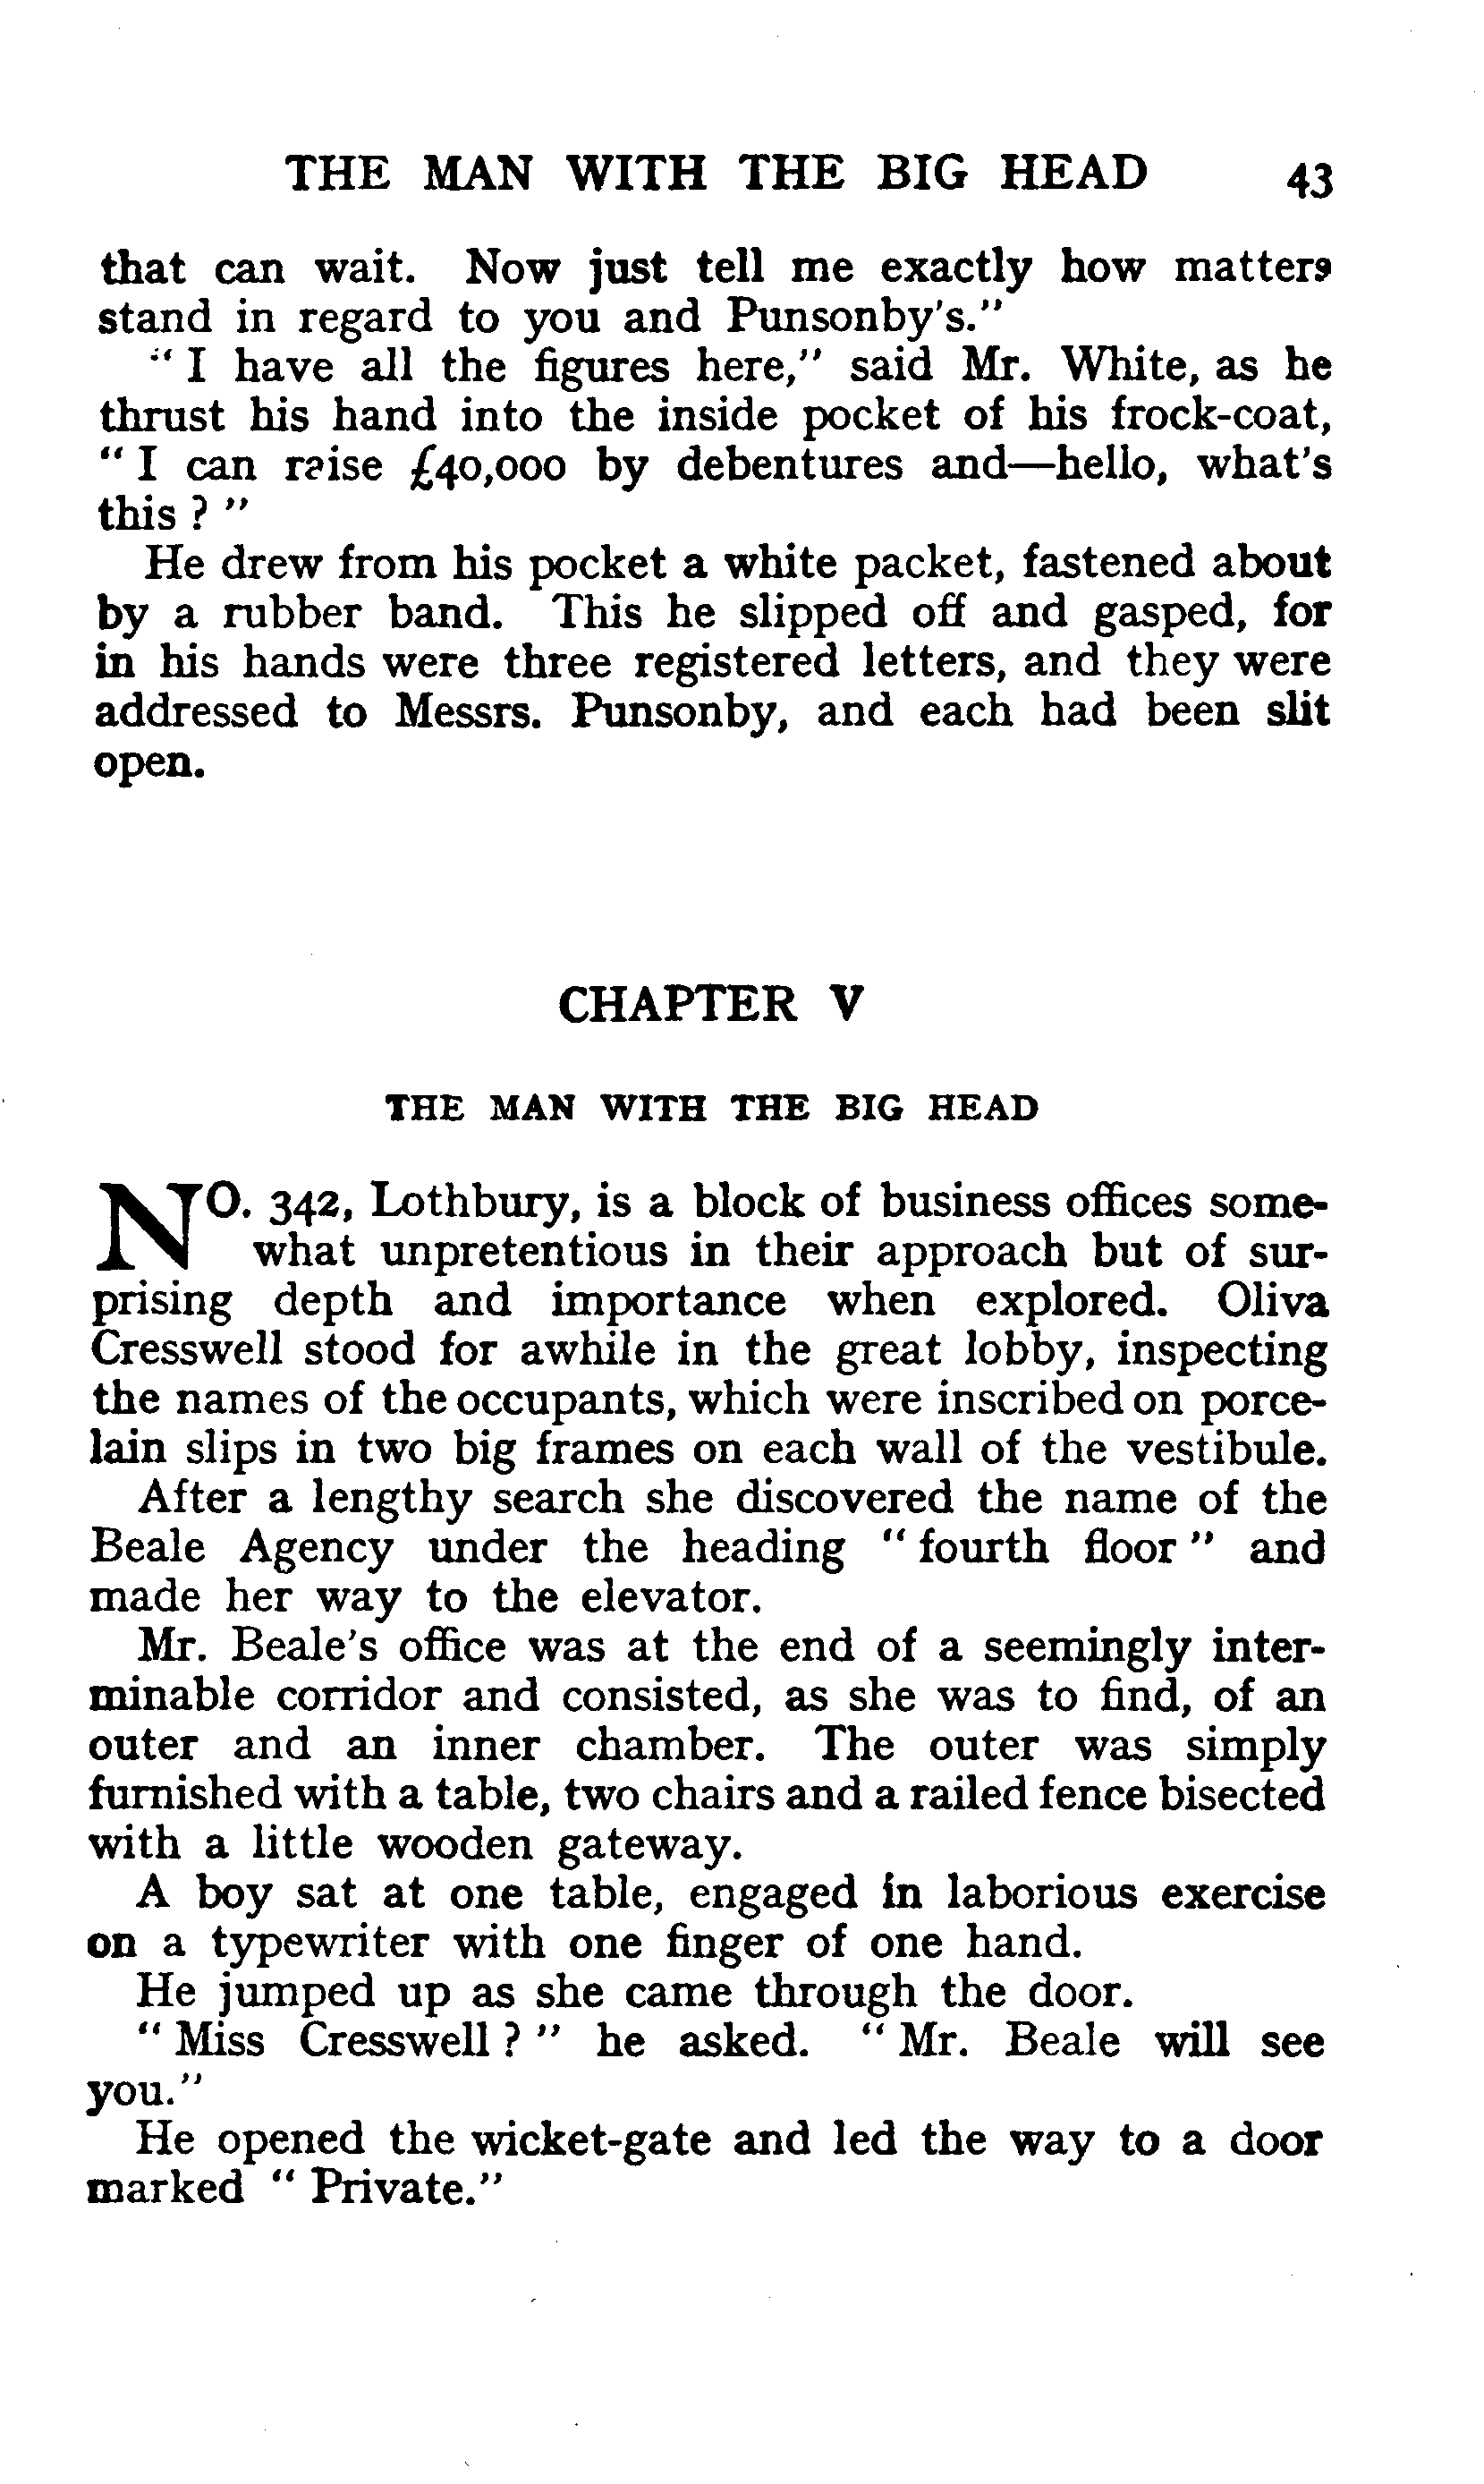 THE MAN WITH THE BIG HEAD 43
that can wait. Now just tell me exactly how matters
stand in regard to you and Punsonby's."
" I have all the figures here," said Mr. White, as he
thrust his hand into the inside pocket of his frock-coat,
" I can raise £40,000 by debentures and—hello, what's
this ? "
He drew from his pocket a white packet, fastened about
by a rubber band. This he slipped off and gasped, for
in his hands were three registered letters, and they were
addressed to Messrs. Punsonby, and each had been slit
open.
CHAPTER V
THE MAN WITH THE BIG HEAD
NO. 342, Lothbury, is a block of business offices some-
what unpretentious in their approach but of sur-
prising depth and importance when explored. Oliva
Cresswell stood for awhile in the great lobby, inspecting
the names of the occupants, which were inscribed on porce-
lain slips in two big frames on each wall of the vestibule.
After a lengthy search she discovered the name of the
Beale Agency under the heading " fourth floor " and
made her way to the elevator.
Mr. Beale's office was at the end of a seemingly inter-
minable corridor and consisted, as she was to find, of an
outer and an inner chamber. The outer was simply
furnished with a table, two chairs and a railed fence bisected
with a little wooden gateway.
A boy sat at one table, engaged in laborious exercise
on a typewriter with one finger of one hand.
He jumped up as she came through the door.
" Miss Cresswell ? " he asked. " Mr. Beale will see
you."
He opened the wicket-gate and led the way to a door
marked " Private."